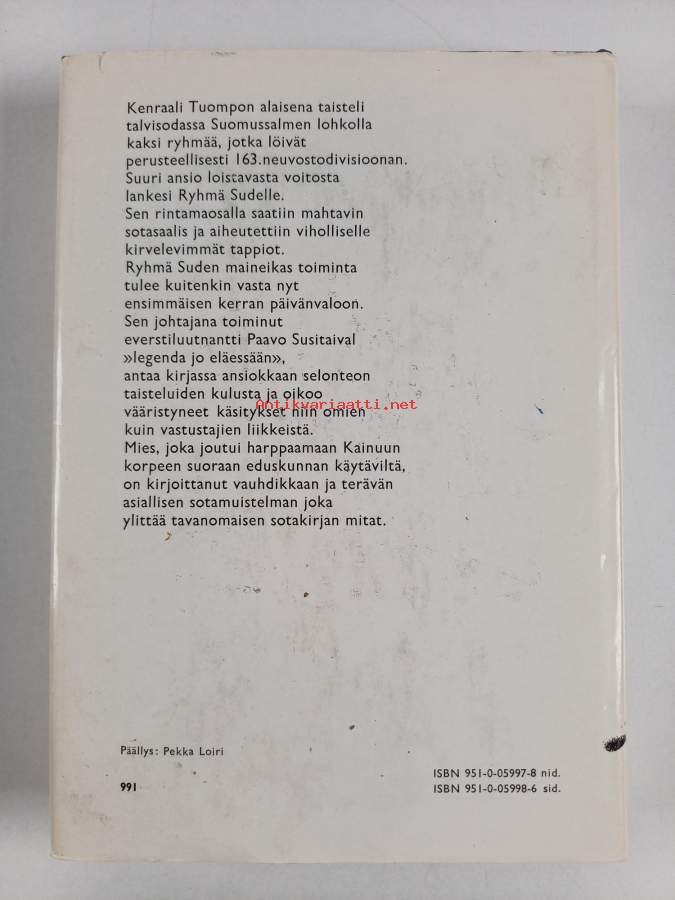 Kenraali Tuompon alaisena taisteli
talvisodassa Suomussalmen lohkolla
kaksi ryhmää, jotka löivät
perusteellisesti 163.neuvostodivisioonan.
Suuri ansio loistavasta voitosta
lankesi Ryhmä Sudelle.
Sen rintamaosalla saatiin mahtavin
sotasaalis ja aiheutettiin viholliselle
kirvelevimmät tappiot.
Ryhmä Suden maineikas toiminta
tulee kuitenkin vasta nyt
ensimmäisen kerran päivänvaloon.
Sen johtajana toiminut
everstiluutnantti Paavo Susitaival
»legenda jo eläessään»,
antaa kirjassa ansiokkaan selonteon
taisteluiden kulusta ja oikoo
Antikvariaatti.net
vääristyneet käsitykset niin omien
kuin vastustajien liikkeistä.
Mies, joka joutui harppaamaan Kainuun
korpeen suoraan eduskunnan käytäviltä,
on kirjoittanut vauhdikkaan ja terävän
asiallisen sotamuistelman joka
ylittää tavanomaisen sotakirjan mitat.
Päällys: Pekka Loiri
ISBN 951-0-05997-8 nid.
991
ISBN 951-0-05998-6 sid.